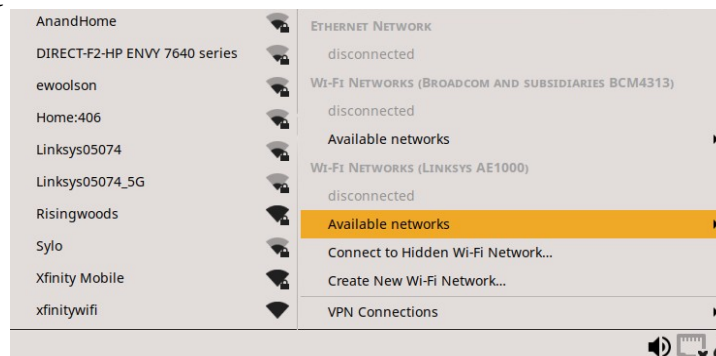 AnandHome
DIRECT-F2-HP ENVY 7640 series
ewoolson
Home:406
Linksys05074
Linksys05074_5G
Risingwoods
Sylo
Xfinity Mobile
xfinitywifi
Ethernet Network
disconnected
Wi-Fi Networks (Broadcom and subsidiaries BCM4313)
disconnected
Available networks
Wi-Fi Networks (Linksys AE1000)
disconnected
Available networks
Connect to Hidden Wi-Fi Network...
Create New Wi-Fi Network...
VPN Connections